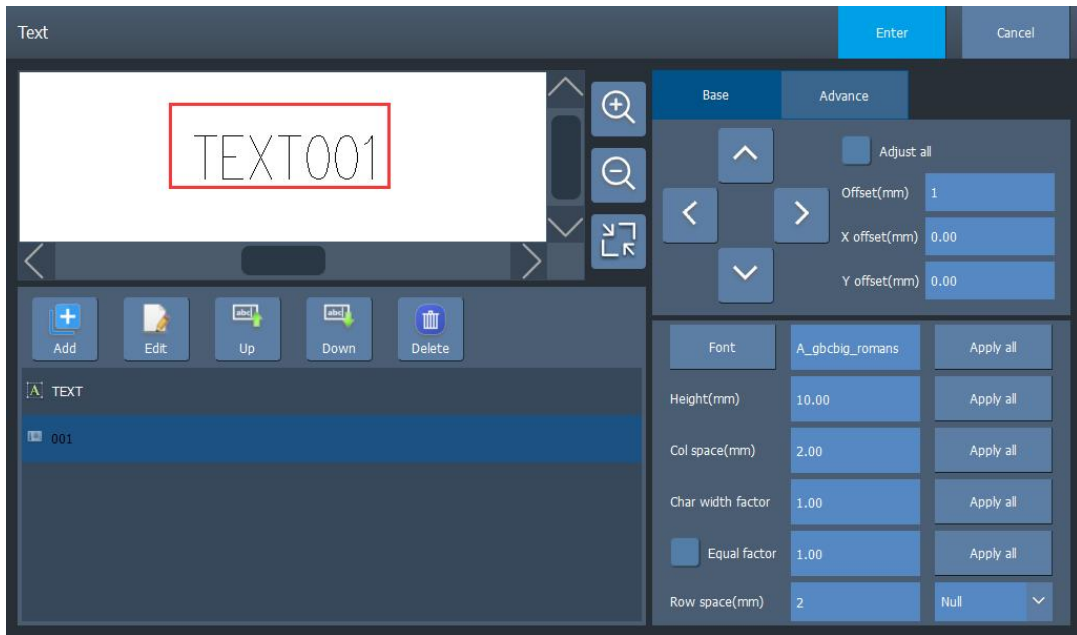 Text
Enter
Cancel
TEXT001
Base
Advance
Adjust all
Offset(mm) 1
X offset(mm) 0.00
Y offset(mm) 0.00
Add
Edit
Up
Down
Delete
TEXT
001
Font A_gbcbig_romans Apply all
Height(mm) 10.00 Apply all
Col space(mm) 2.00 Apply all
Char width factor 1.00 Apply all
Equal factor 1.00 Apply all
Row space(mm) 2 Null